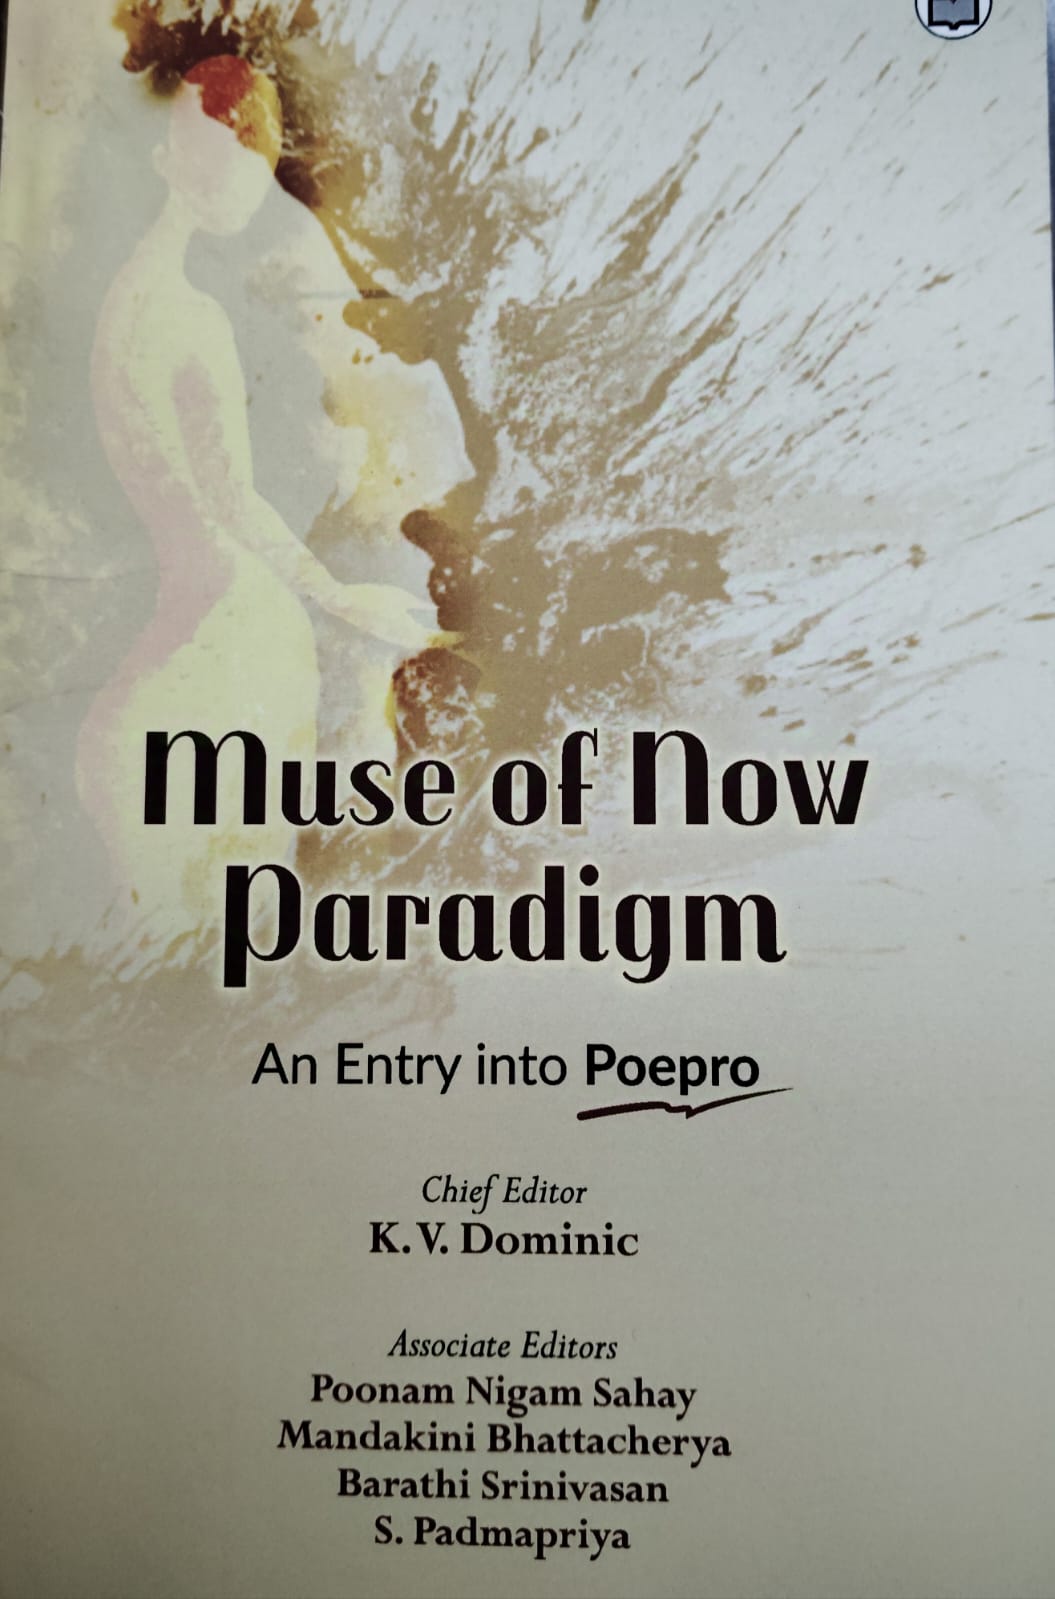 Muse of Now
Paradigm
An Entry into Poepro
Chief Editor
K. V. Dominic
Associate Editors
Poonam Nigam Sahay
Mandakini Bhattacherya
Barathi Srinivasan
S. Padmapriya